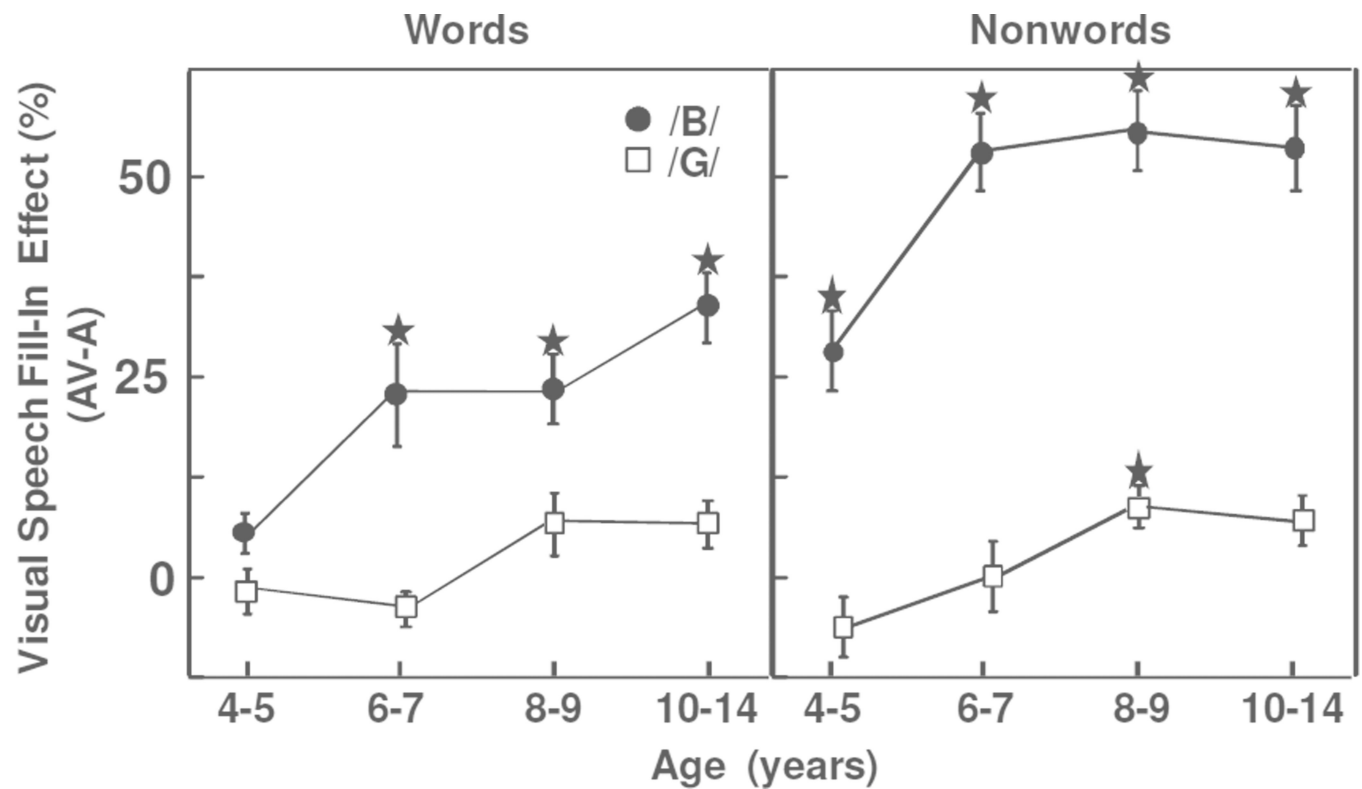 Words
Nonwords
Visual Speech Fill-In Effect (%)
(AV-A)
/B/
/G/
50
25
0
4-5 6-7 8-9 10-14
4-5 6-7 8-9 10-14
Age (years)